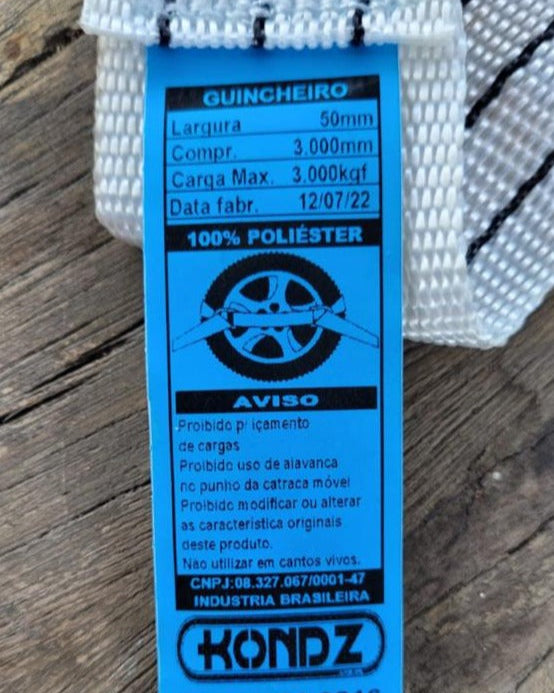 GUINCHEIRO
Largura 50mm
Compr. 3.000mm
Carga Max. 3.000kgf
Data fabr. 12/07/22
100% POLIÉSTER
AVISO
Proibido p/ içamento
de cargas
Proibido uso de alavanca
no punho da catraca móvel
Proibido modificar ou alterar
as característica originais
deste produto.
Não utilizar em cantos vivos.
CNPJ:08.327.067/0001-47
INDUSTRIA BRASILEIRA
KONDZ